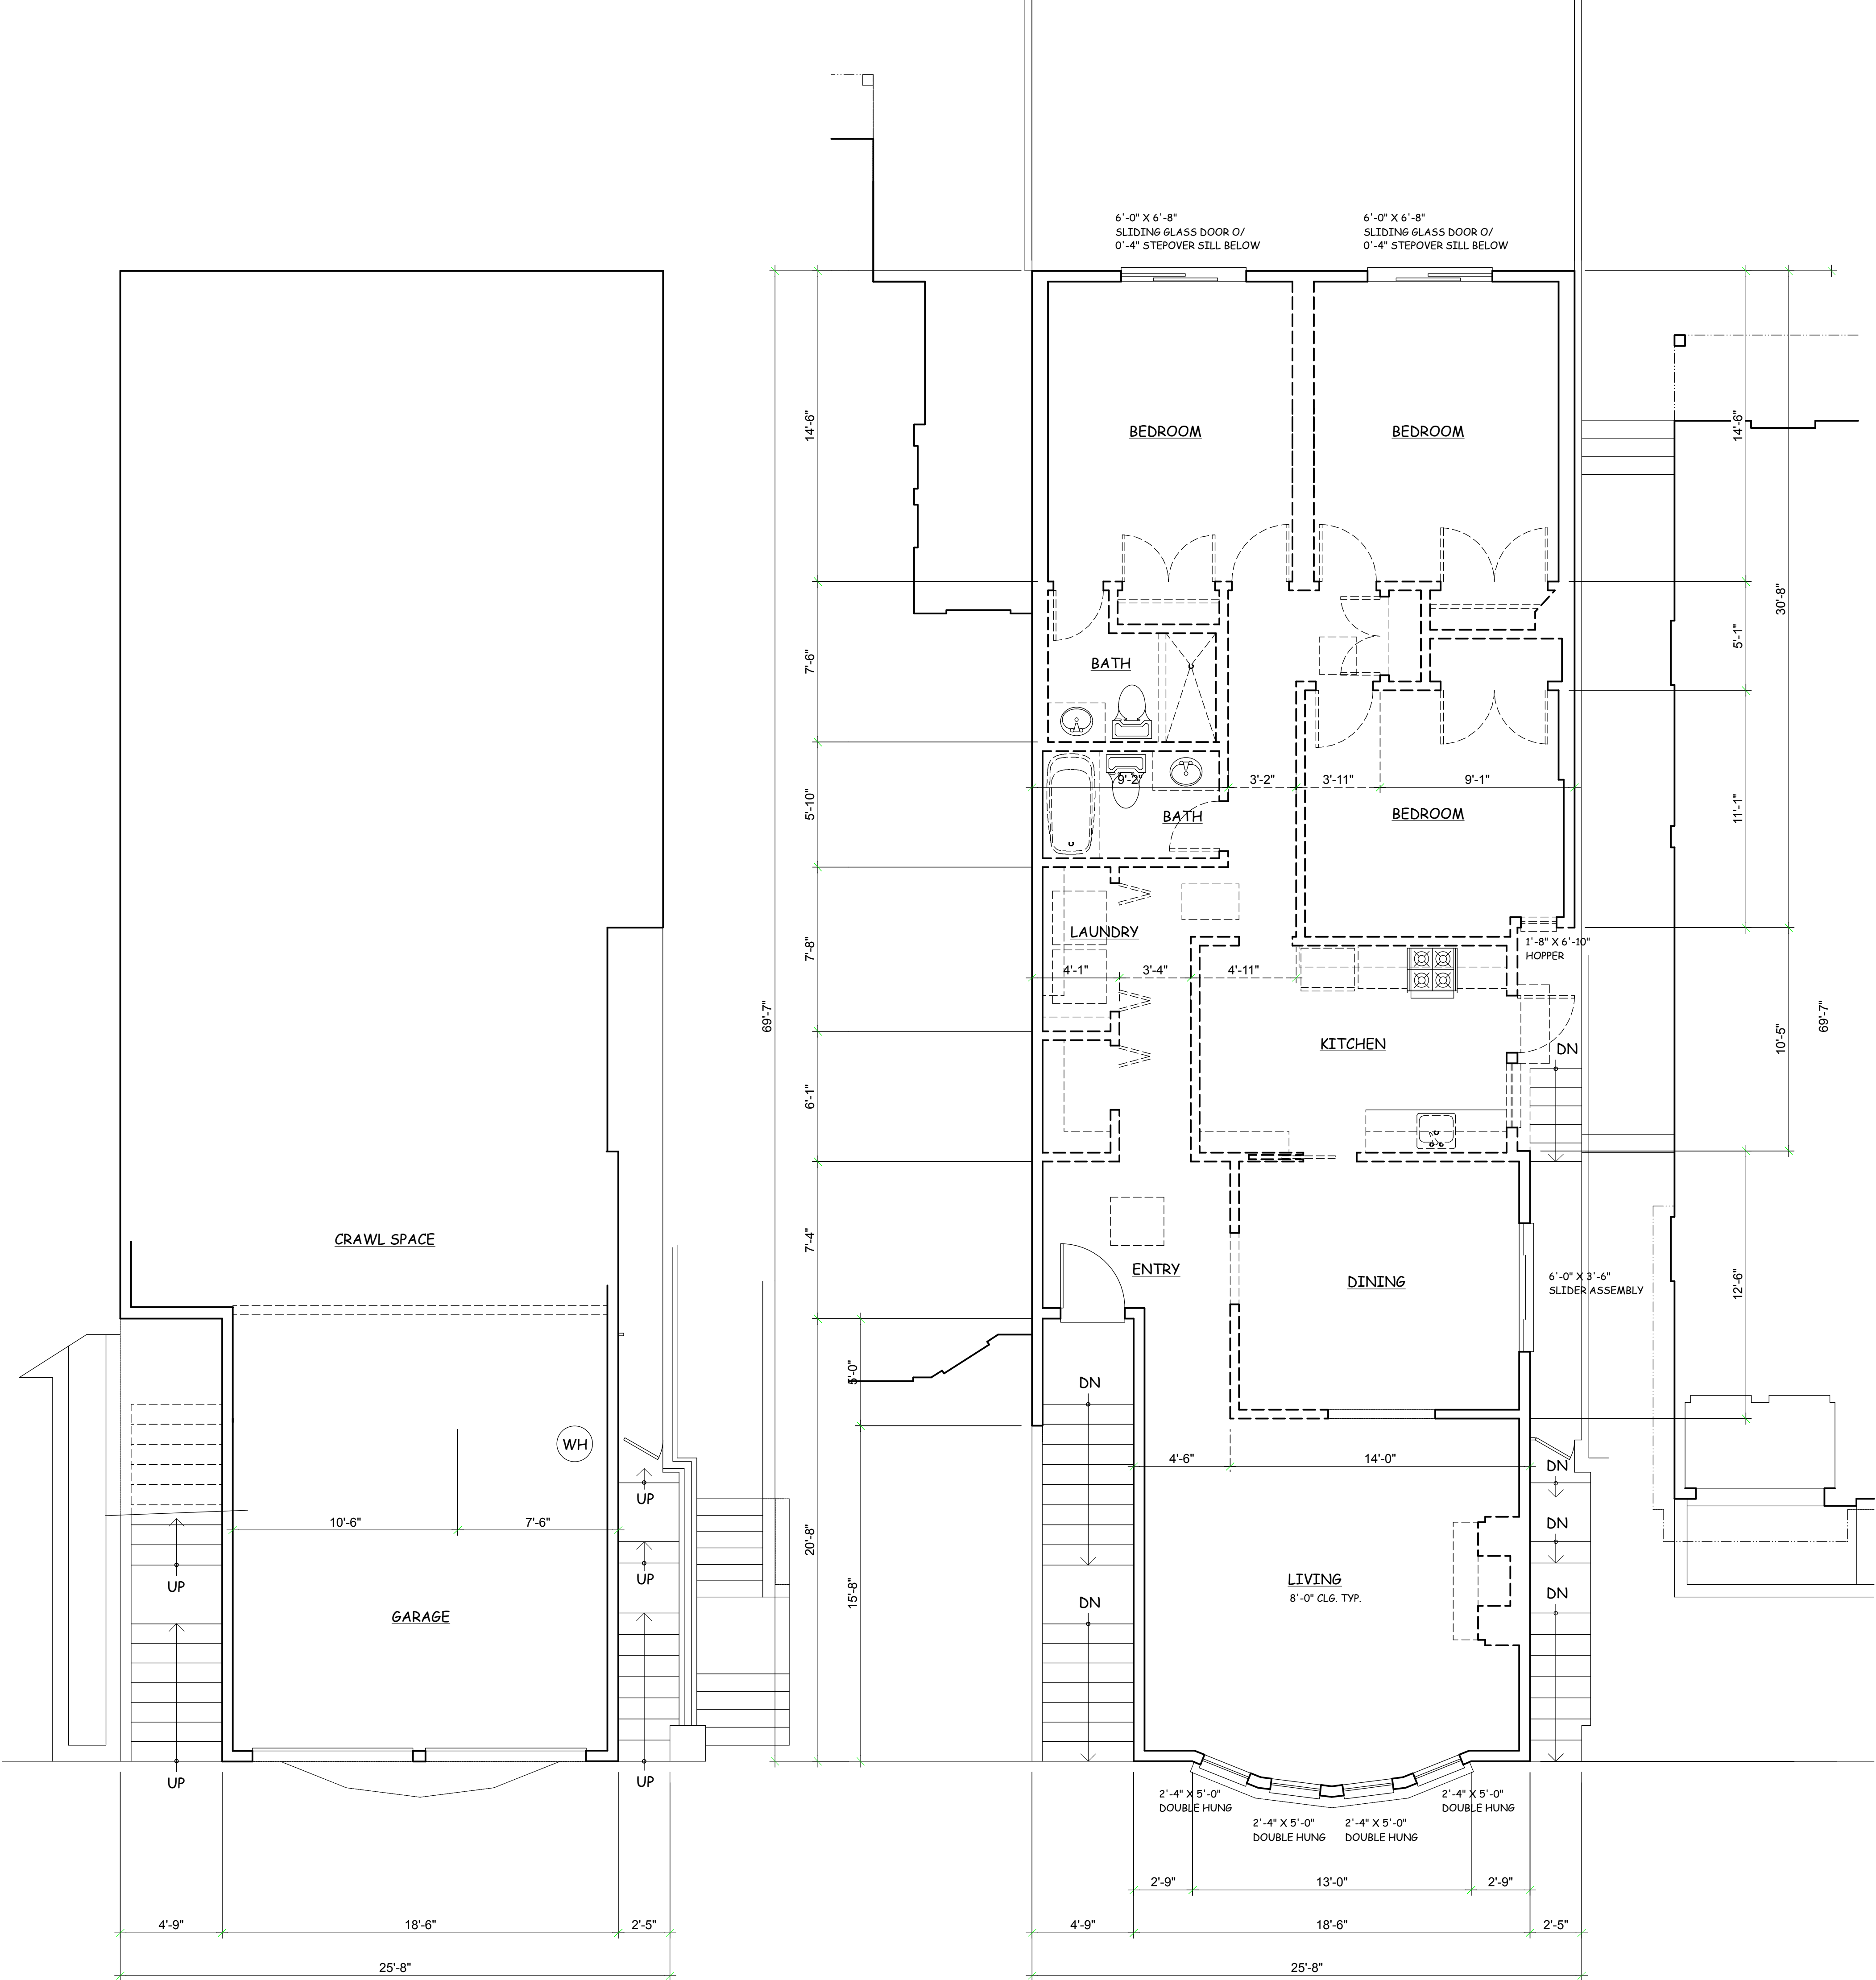 6'-0" X 6'-8"
SLIDING GLASS DOOR O/
0'-4" STEPOVER SILL BELOW
6'-0" X 6'-8"
SLIDING GLASS DOOR O/
0'-4" STEPOVER SILL BELOW
14'-6"
BEDROOM
BEDROOM
14'-6"
30'-8"
5'-1"
7'-6"
BATH
9'-2"
3'-2"
3'-11"
9'-1"
5'-10"
BATH
BEDROOM
11'-1"
LAUNDRY
7'-8"
1'-8" X 6'-10"
HOPPER
4'-1"
3'-4"
4'-11"
69'-7"
69'-7"
KITCHEN
DN
10'-5"
6'-1"
CRAWL SPACE
7'-4"
ENTRY
DINING
6'-0" X 3'-6"
SLIDER ASSEMBLY
12'-6"
5'-0"
DN
WH
4'-6"
14'-0"
DN
UP
UP
10'-6"
7'-6"
DN
20'-8"
UP
UP
15'-8"
LIVING
8'-0" CLG. TYP.
DN
DN
GARAGE
UP
UP
2'-4" X 5'-0"
DOUBLE HUNG
2'-4" X 5'-0"
DOUBLE HUNG
2'-4" X 5'-0"
DOUBLE HUNG
2'-4" X 5'-0"
DOUBLE HUNG
2'-9"
13'-0"
2'-9"
4'-9"
18'-6"
2'-5"
4'-9"
18'-6"
2'-5"
25'-8"
25'-8"